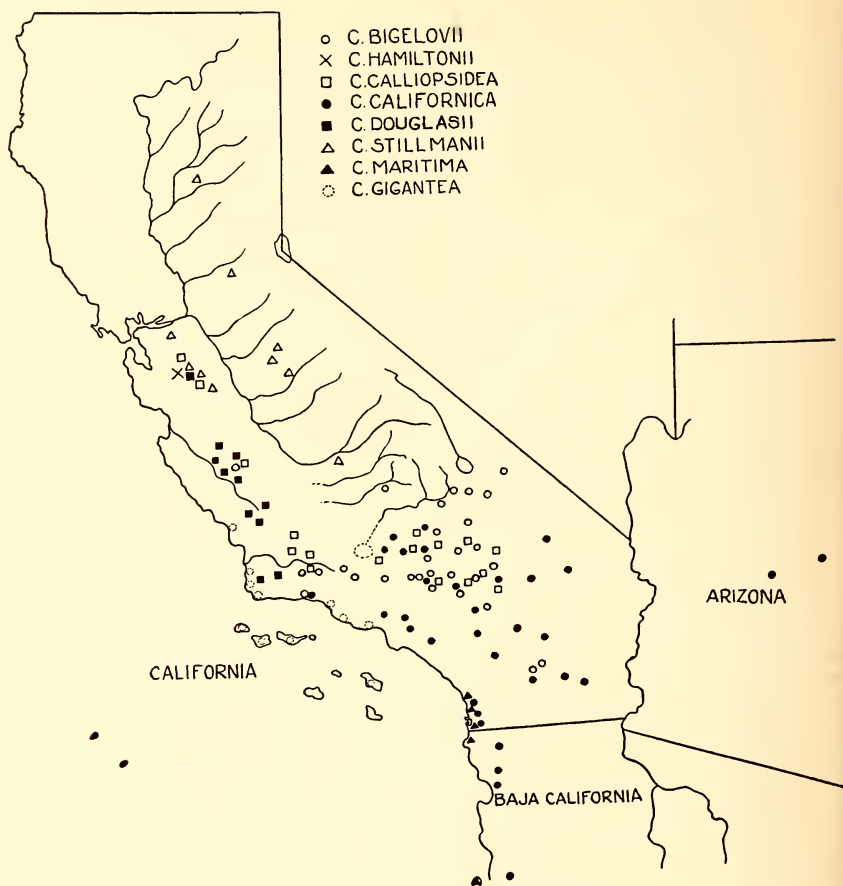 C. BIGELOVII
C. HAMILTONII
C. CALLIOPSIDEA
C. CALIFORNICA
C. DOUGLASII
C. STILLMANII
C. MARITIMA
C. GIGANTEA
ARIZONA
CALIFORNIA
BAJA CALIFORNIA